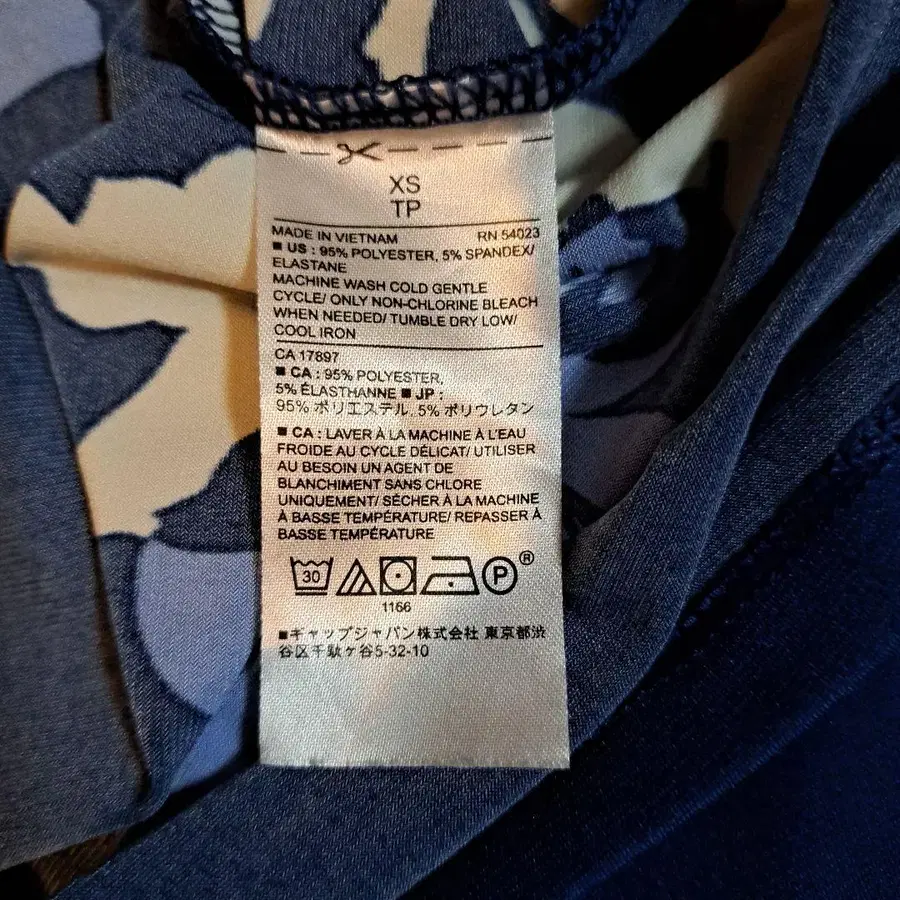 XS
TP
MADE IN VIETNAM RN 54023
■ US : 95% POLYESTER, 5% SPANDEX/
ELASTANE
MACHINE WASH COLD GENTLE
CYCLE/ ONLY NON-CHLORINE BLEACH
WHEN NEEDED/ TUMBLE DRY LOW/
COOL IRON
CA 17897
■ CA : 95% POLYESTER,
5% ÉLASTHANNE ■ JP :
95% ポリエステル, 5% ポリウレタン
■ CA : LAVER À LA MACHINE À L'EAU
FROIDE AU CYCLE DÉLICAT/ UTILISER
AU BESOIN UN AGENT DE
BLANCHIMENT SANS CHLORE
UNIQUEMENT/ SÉCHER À LA MACHINE
À BASSE TEMPÉRATURE/ REPASSER À
BASSE TEMPÉRATURE
30 P ®
1166
■ギャップジャパン株式会社 東京都渋
谷区千駄ヶ谷5-32-10